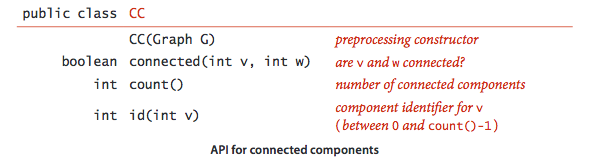 public class CC
CC(Graph G) preprocessing constructor
boolean connected(int v, int w) are v and w connected?
int count() number of connected components
int id(int v) component identifier for v
(between 0 and count()-1)
API for connected components